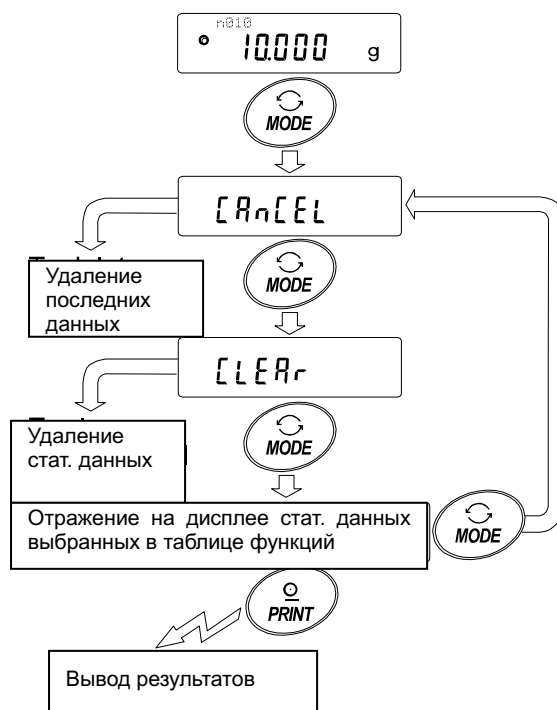 n010
10.000 g
MODE
CAnCEL
Удаление
последних
данных
MODE
CLEAr
Удаление
стат. данных
MODE
Отражение на дисплее стат. данных
выбранных в таблице функций
MODE
PRINT
Вывод результатов